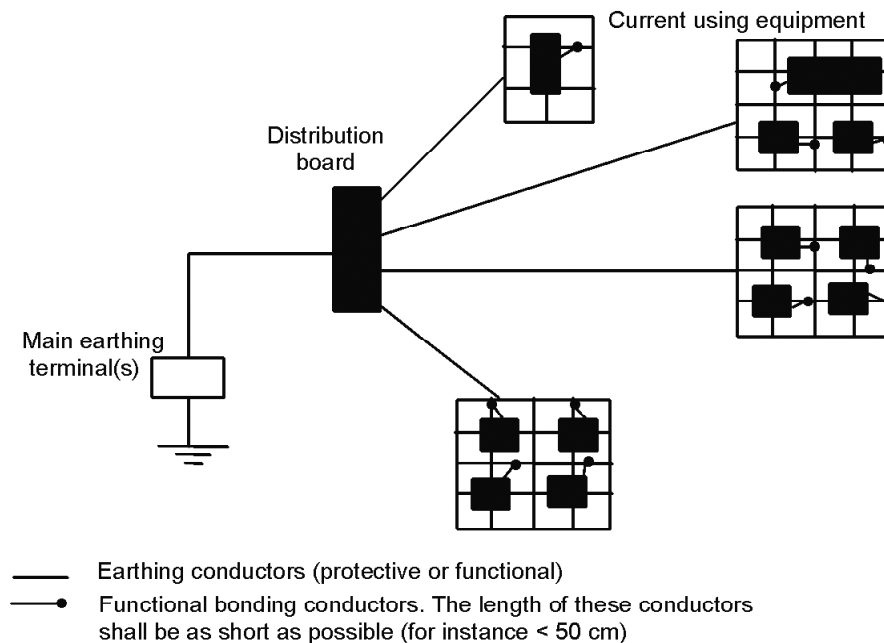 Current using equipment
Distribution
board
Main earthing
terminal(s)
Earthing conductors (protective or functional)
Functional bonding conductors. The length of these conductors
shall be as short as possible (for instance < 50 cm)